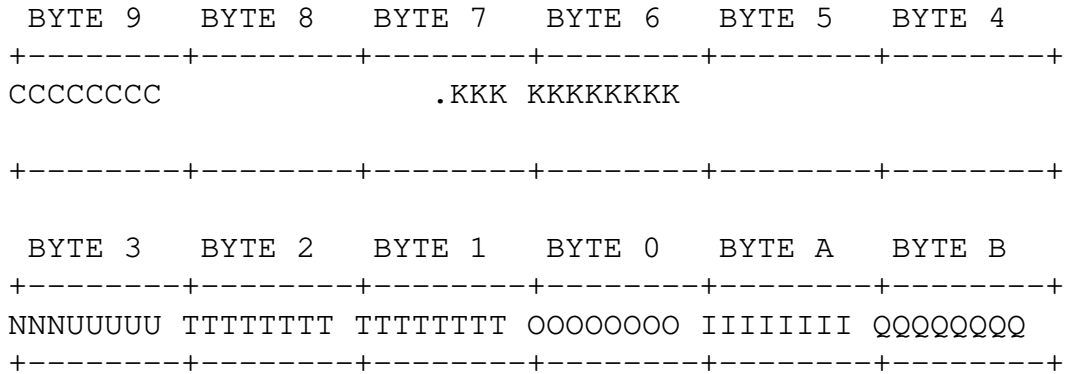 BYTE 9 BYTE 8 BYTE 7 BYTE 6 BYTE 5 BYTE 4
+--------+--------+--------+--------+--------+--------+
CCCCCCCC .KKK KKKKKKKK
+--------+--------+--------+--------+--------+--------+
BYTE 3 BYTE 2 BYTE 1 BYTE 0 BYTE A BYTE B
+--------+--------+--------+--------+--------+--------+
NNNUUUUU TTTTTTTT TTTTTTTT OOOOOOOO IIIIIIII QQQQQQQQ
+--------+--------+--------+--------+--------+--------+